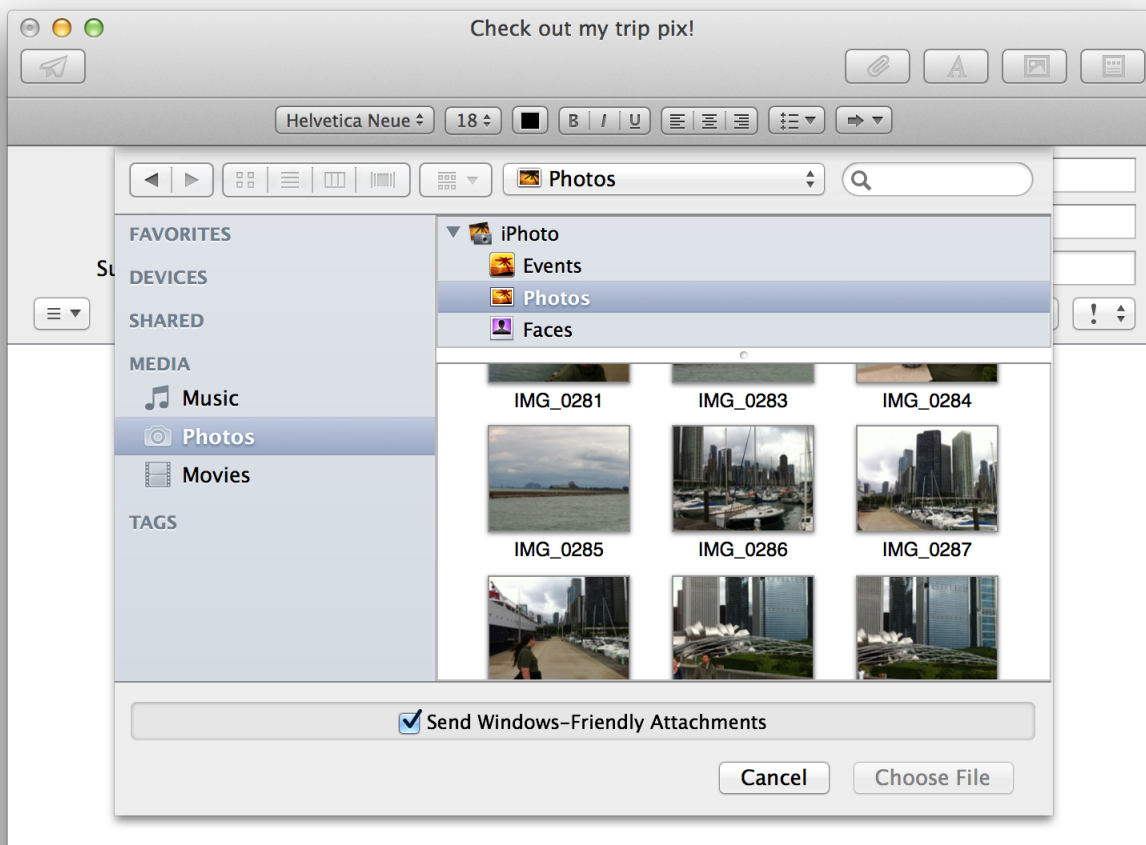 Check out my trip pix!
Helvetica Neue 18 B I U
Photos
FAVORITES
Su
DEVICES
SHARED
MEDIA
Music
Photos
Movies
TAGS
iPhoto
Events
Photos
Faces
IMG_0281 IMG_0283 IMG_0284
IMG_0285 IMG_0286 IMG_0287
!
Send Windows-Friendly Attachments
Cancel Choose File